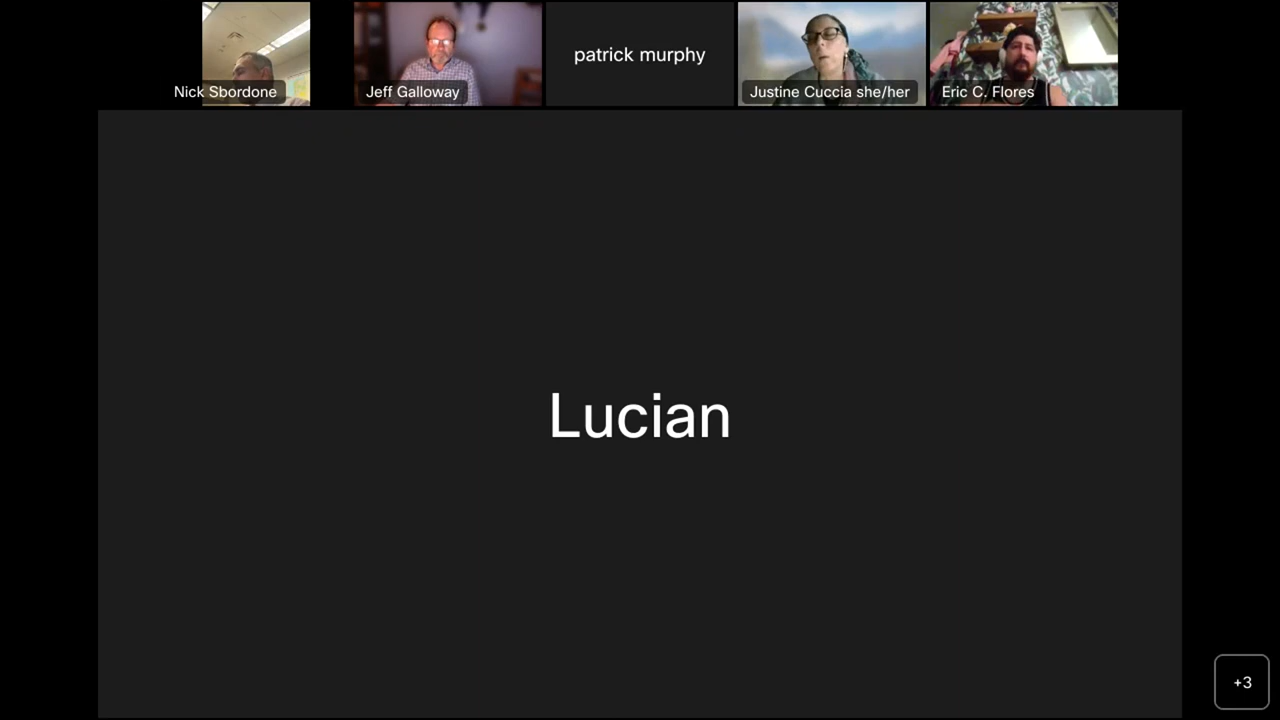 Nick Sbordone
Jeff Galloway
patrick murphy
Justine Cuccia she/her
Eric C. Flores
Lucian
+3